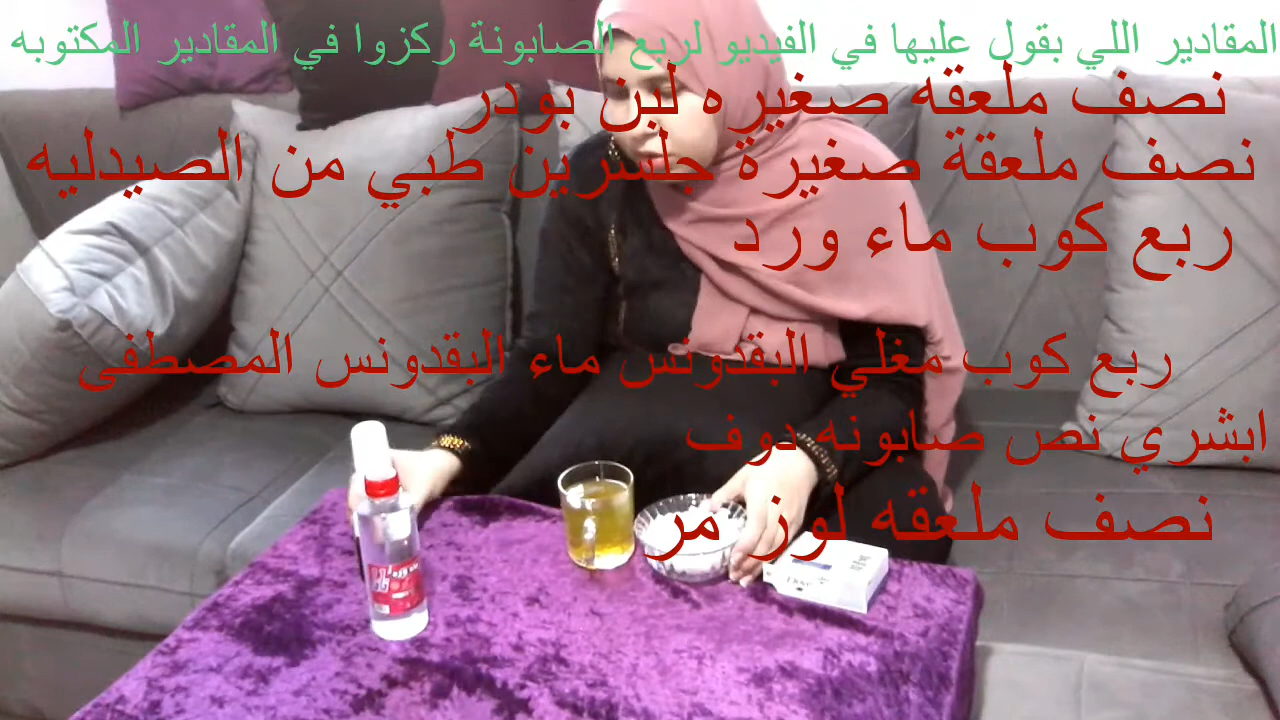 المقادير اللي بقول عليها في الفيديو لربع الصابونة ركزوا في المقادير المكتوبه
نصف ملعقه صغيره لبن بودر
نصف ملعقة صغيرة جلسرين طبي من الصيدليه
ربع كوب ماء ورد
ربع كوب مغلي البقدونس ماء البقدونس المصطفى
ابشري نص صابونه دوف
نصف ملعقه لوز مر
Dove